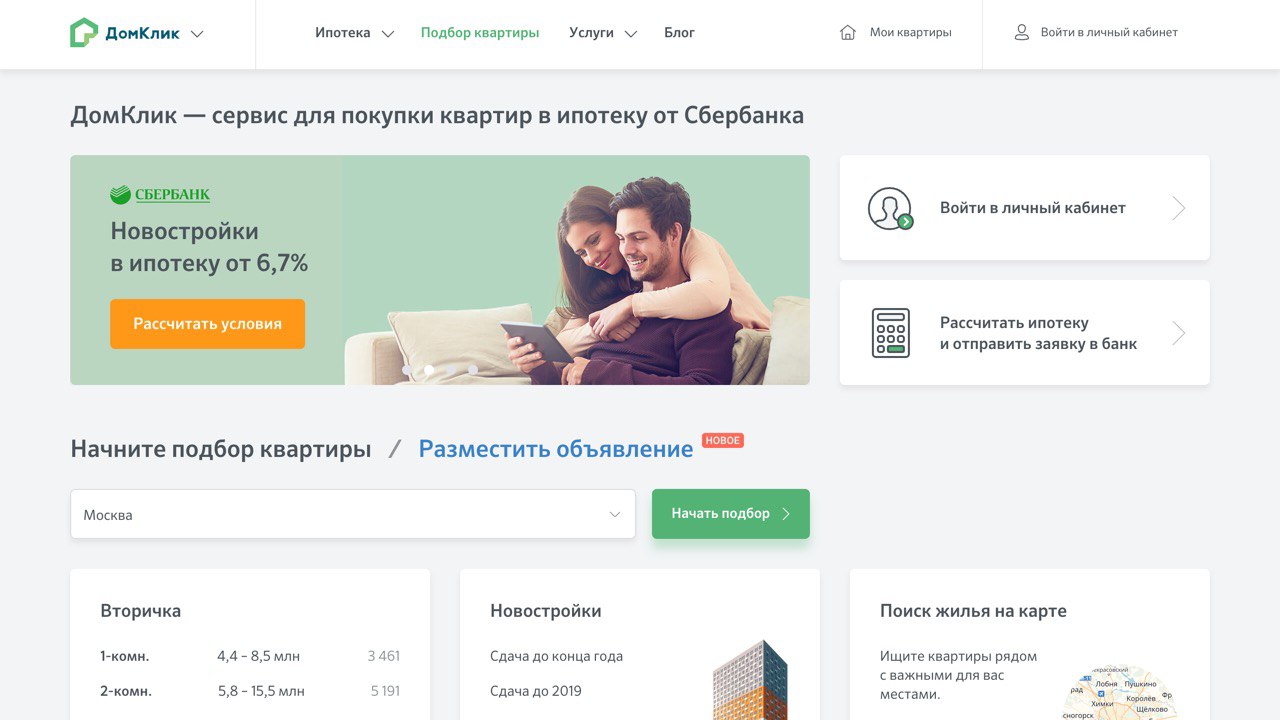 ДомКлик
Ипотека
Подбор квартиры
Услуги
Блог
Мои квартиры
Войти в личный кабинет
ДомКлик — сервис для покупки квартир в ипотеку от Сбербанка
СБЕРБАНК
Новостройки
в ипотеку от 6,7%
Рассчитать условия
Войти в личный кабинет
Рассчитать ипотеку
и отправить заявку в банк
Начните подбор квартиры / Разместить объявление НОВОЕ
Москва
Начать подбор
Вторичка
1-комн. 4,4 – 8,5 млн 3 461
2-комн. 5,8 – 15,5 млн 5 191
Новостройки
Сдача до конца года
Сдача до 2019
Поиск жилья на карте
Ищите квартиры рядом
с важными для вас
местами.
Лобня Пушкино
Королёв
Химки
Щёлково